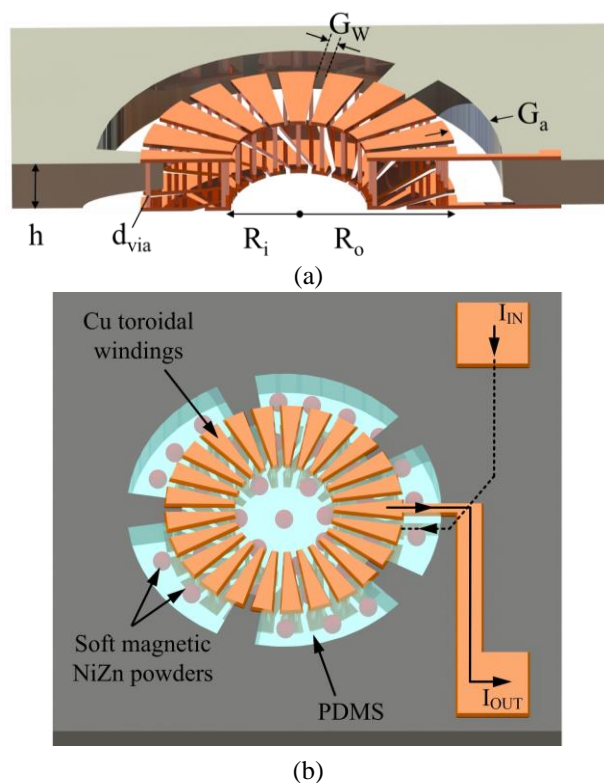 G_W
G_a
h
d_via
R_i
R_o
(a)
Cu toroidal
windings
I_IN
Soft magnetic
NiZn powders
PDMS
I_OUT
(b)